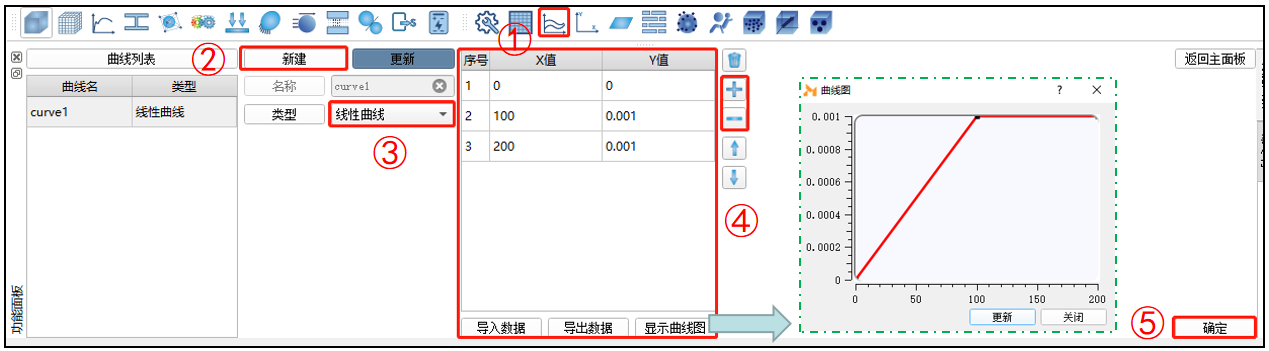 ①
曲线列表
②
新建
更新
序号 X值 Y值
返回主面板
曲线名 类型
名称 curve1
1 0 0
curve1 线性曲线
类型 线性曲线
2 100 0.001
③
3 200 0.001
④
曲线图 ?
0.001
0.0008
0.0006
0.0004
0.0002
0
0 50 100 150 200
更新 关闭
功能面板
导入数据 导出数据 显示曲线图
⑤
确定